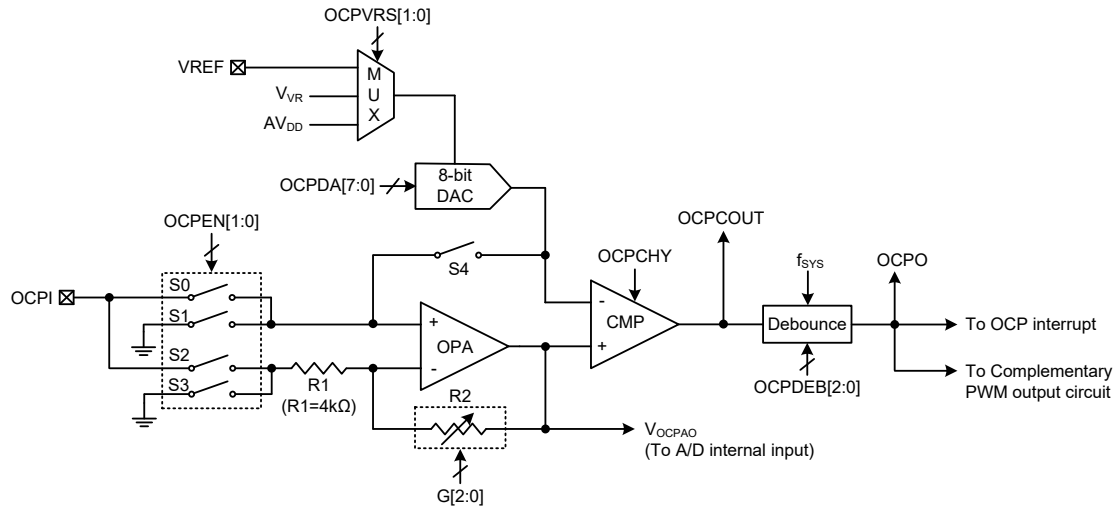 OCPVRS[1:0]
VREF
M
U
X
VVR
AVDD
8-bit
DAC
OCPDA[7:0]
OCPEN[1:0]
OCPCOUT
OCPCHY
fSYS
OCPO
S4
OCPI
S0
S1
S2
S3
+
-
OPA
-
+
CMP
Debounce
To OCP interrupt
R1
(R1=4kΩ)
R2
OCPDEB[2:0]
To Complementary
PWM output circuit
VOCPAO
(To A/D internal input)
G[2:0]